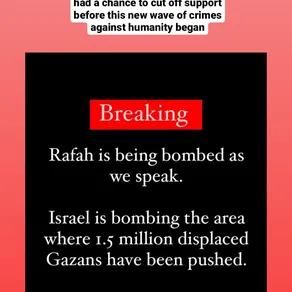 had a chance to cut off support
before this new wave of crimes
against humanity began
Breaking
Rafah is being bombed as
we speak.
Israel is bombing the area
where 1.5 million displaced
Gazans have been pushed.